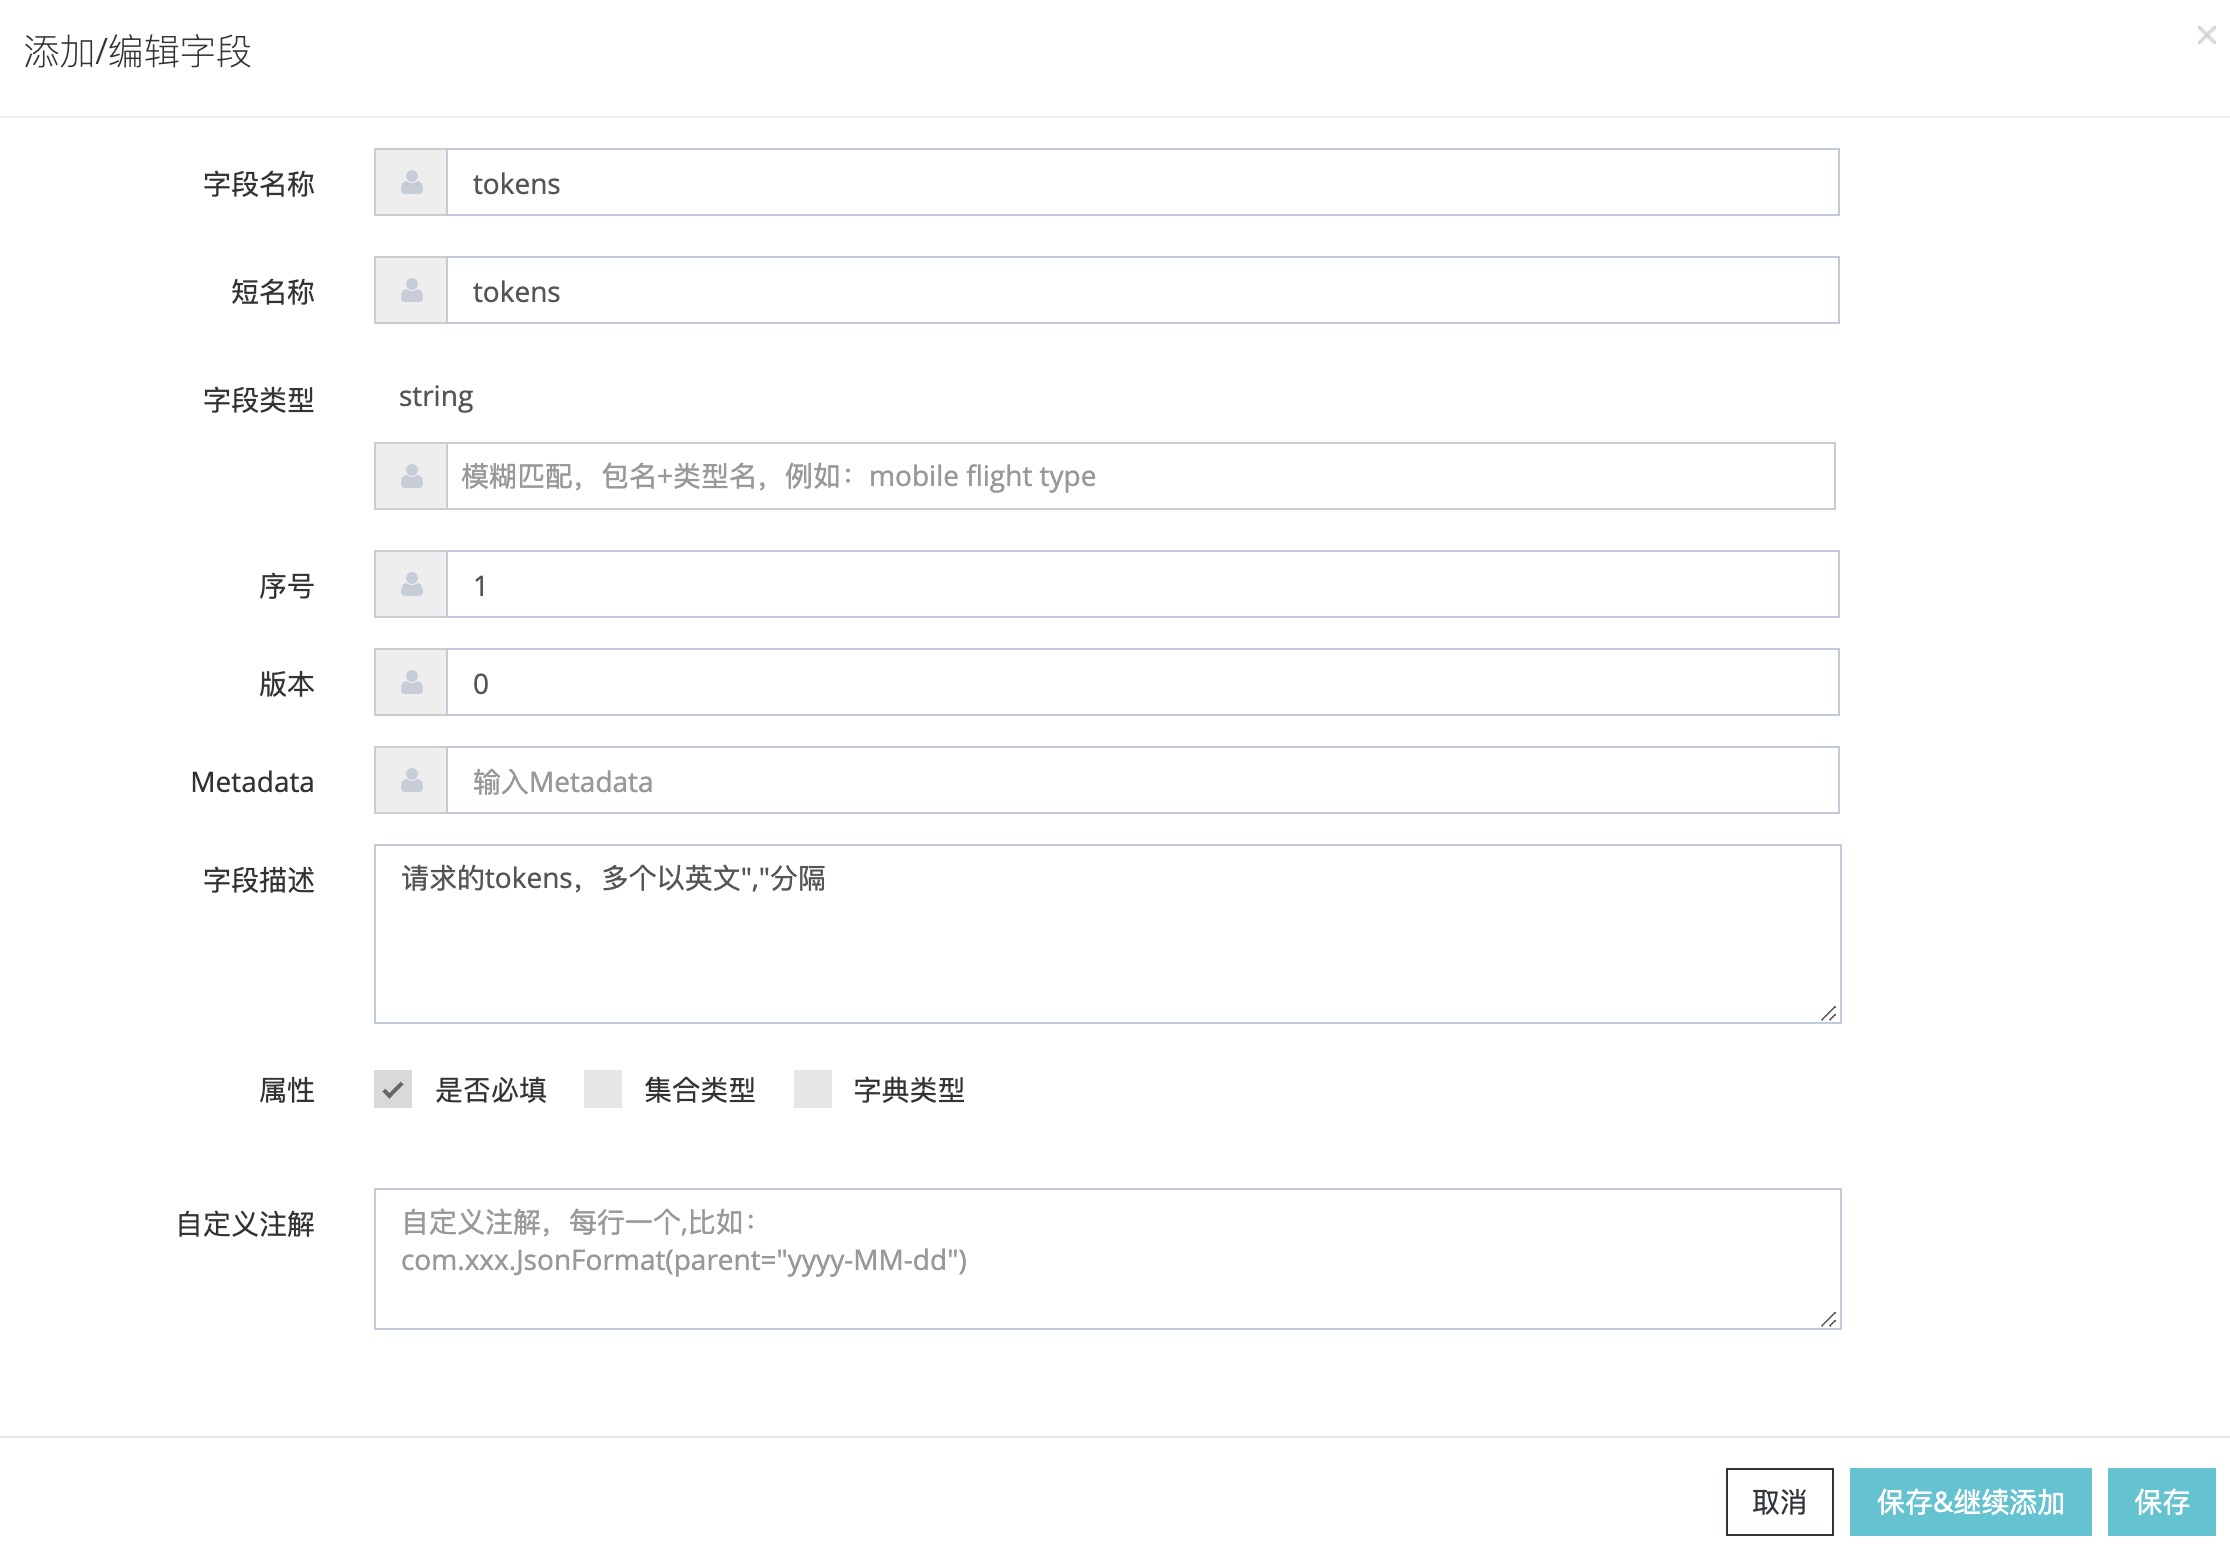 添加/编辑字段
字段名称 tokens
短名称 tokens
字段类型 string
模糊匹配，包名+类型名，例如：mobile flight type
序号 1
版本 0
Metadata 输入Metadata
字段描述 请求的tokens，多个以英文","分隔
属性 是否必填 集合类型 字典类型
自定义注解 自定义注解，每行一个,比如：
com.xxx.JsonFormat(parent="yyyy-MM-dd")
取消 保存&继续添加 保存